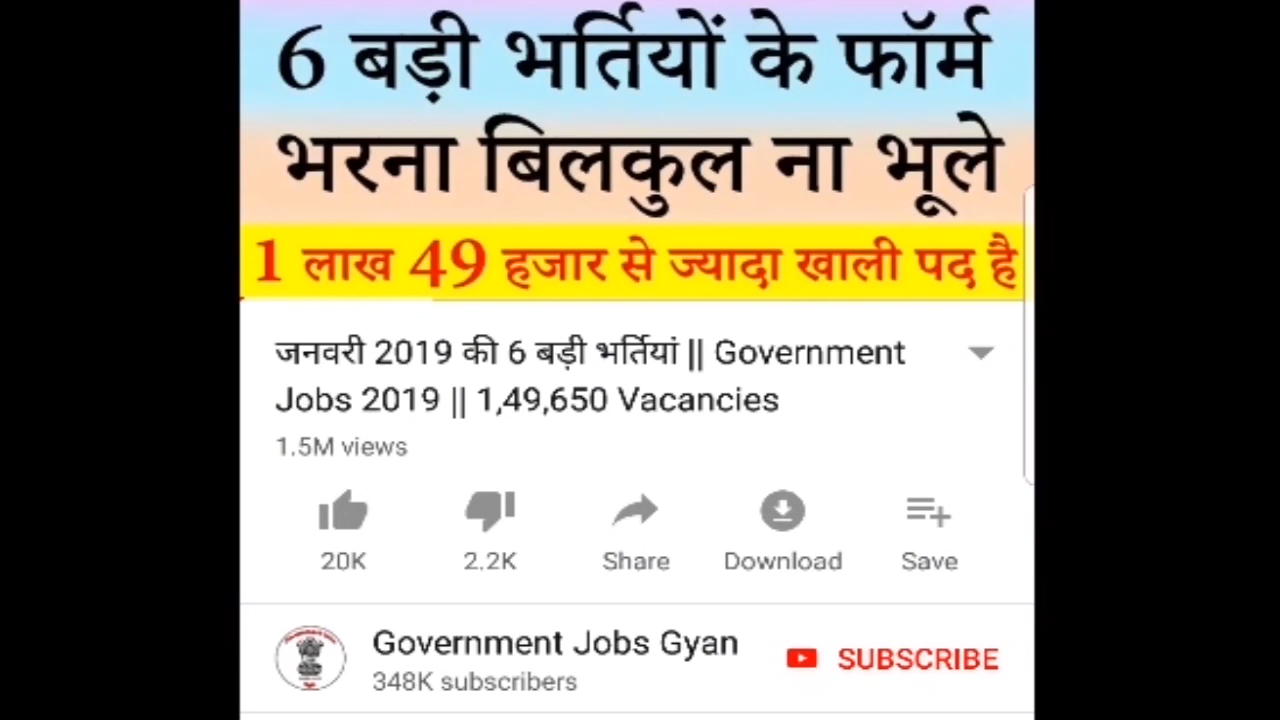 6 बड़ी भर्तियों के फॉर्म
भरना बिलकुल ना भूले
1 लाख 49 हजार से ज्यादा खाली पद है
जनवरी 2019 की 6 बड़ी भर्तियां || Government
Jobs 2019 || 1,49,650 Vacancies
1.5M views
20K
2.2K
Share
Download
Save
Government Jobs Gyan
SUBSCRIBE
348K subscribers